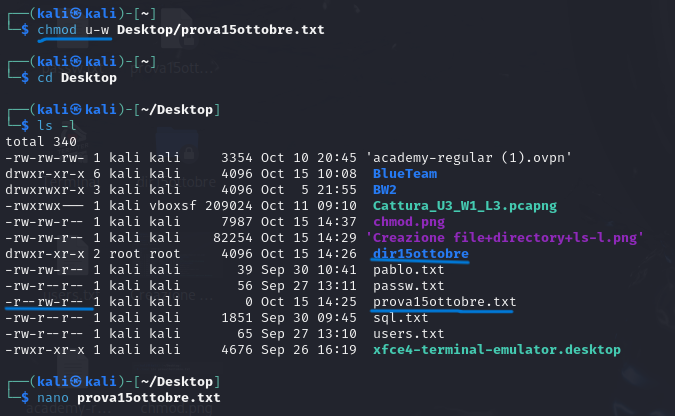 ┌──(kali㉿kali)-[~]
└─$ chmod u-w Desktop/prova15ottobre.txt
┌──(kali㉿kali)-[~]
└─$ cd Desktop
┌──(kali㉿kali)-[~/Desktop]
└─$ ls -l
total 340
-rw-rw-rw- 1 kali kali 3354 Oct 10 20:45 'academy-regular (1).ovpn'
drwxr-xr-x 6 kali kali 4096 Oct 15 10:08 BlueTeam
drwxrwxr-x 3 kali kali 4096 Oct 5 21:55 BW2
-rwxrwx--- 1 kali vboxsf 209024 Oct 11 09:10 Cattura_U3_W1_L3.pcapng
-rw-rw-r-- 1 kali kali 7987 Oct 15 14:37 chmod.png
-rw-rw-r-- 1 kali kali 82254 Oct 15 14:29 'Creazione file+directory+ls-l.png'
drwxr-xr-x 2 root root 4096 Oct 15 14:26 dir15ottobre
-rw-r--r-- 1 kali kali 39 Sep 30 10:41 pablo.txt
-rw-r--r-- 1 kali kali 56 Sep 27 13:11 passw.txt
-r--rw-r-- 1 kali kali 0 Oct 15 14:25 prova15ottobre.txt
-rw-r--r-- 1 kali kali 1851 Sep 30 09:45 sql.txt
-rw-r--r-- 1 kali kali 65 Sep 27 13:10 users.txt
-rwxr-xr-x 1 kali kali 4676 Sep 26 16:19 xfce4-terminal-emulator.desktop
┌──(kali㉿kali)-[~/Desktop]
└─$ nano prova15ottobre.txt